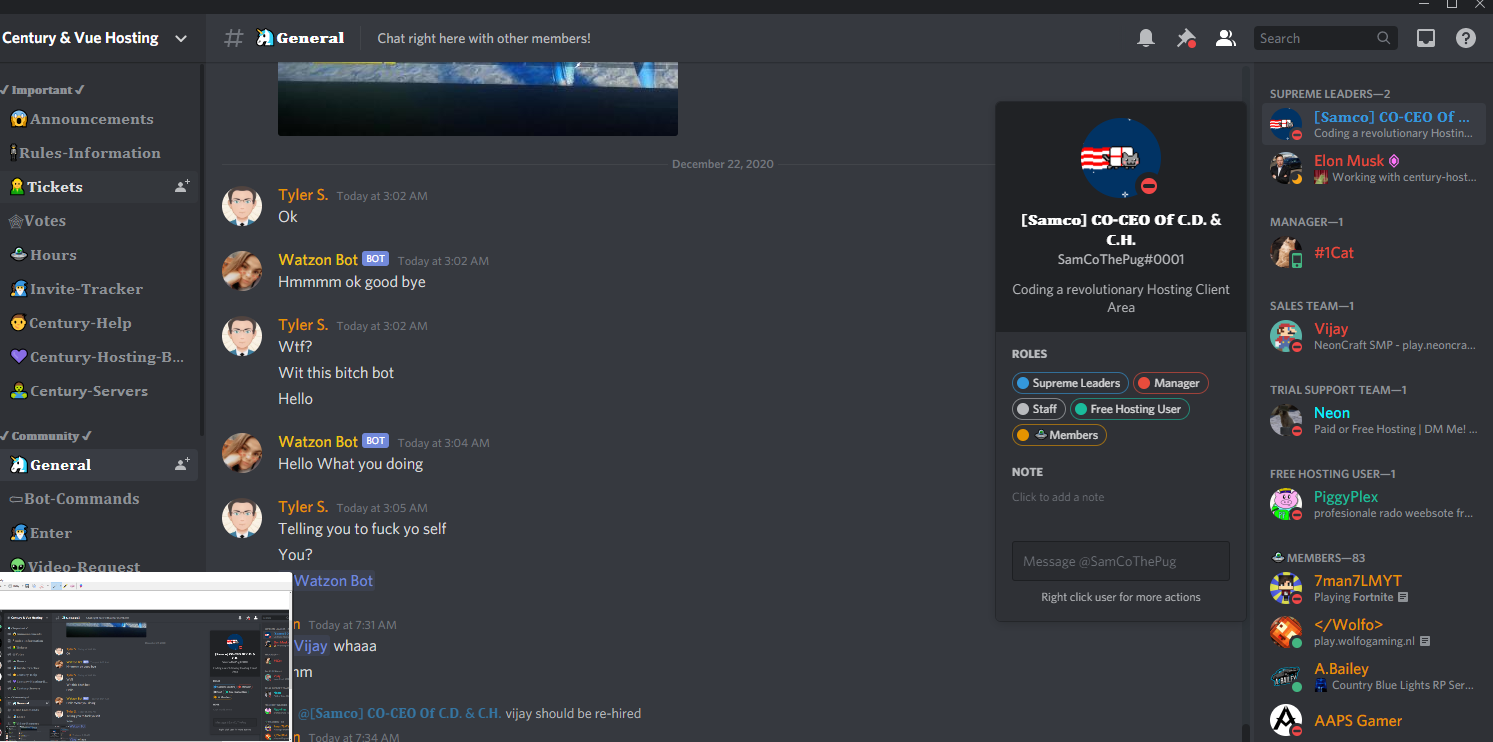 Century & Vue Hosting
🦄General
Chat right here with other members!
Search
✓ Important ✓
😱Announcements
Rules-Information
Tickets
Votes
Hours
Invite-Tracker
Century-Help
💜Century-Hosting-B...
Century-Servers
✓ Community ✓
🦄General
Bot-Commands
Enter
👽Video-Request
December 22, 2020
Tyler S. Today at 3:02 AM
Ok
Watzon Bot BOT Today at 3:02 AM
Hmmmm ok good bye
Tyler S. Today at 3:02 AM
Wtf?
Wit this bitch bot
Hello
Watzon Bot BOT Today at 3:04 AM
Hello What you doing
Tyler S. Today at 3:05 AM
Telling you to fuck yo self
You?
Watzon Bot
n Today at 7:31 AM
Vijay whaaa
@[Samco] CO-CEO Of C.D. & C.H. vijay should be re-hired
n Today at 7:34 AM
[Samco] CO-CEO Of C.D. &
C.H.
SamCoThePug#0001
Coding a revolutionary Hosting Client
Area
ROLES
Supreme Leaders Manager
Staff Free Hosting User
Members
NOTE
Click to add a note
Message @SamCoThePug
Right click user for more actions
SUPREME LEADERS—2
[Samco] CO-CEO Of ...
Coding a revolutionary Hostin...
Elon Musk
Working with century-host...
MANAGER—1
#1Cat
SALES TEAM—1
Vijay
NeonCraft SMP - play.neoncra...
TRIAL SUPPORT TEAM—1
Neon
Paid or Free Hosting | DM Me! ...
FREE HOSTING USER—1
PiggyPlex
profesionale rado weebsote fr...
MEMBERS—83
7man7LMYT
Playing Fortnite
</Wolfo>
play.wolfogaming.nl
A.Bailey
Country Blue Lights RP Ser...
AAPS Gamer